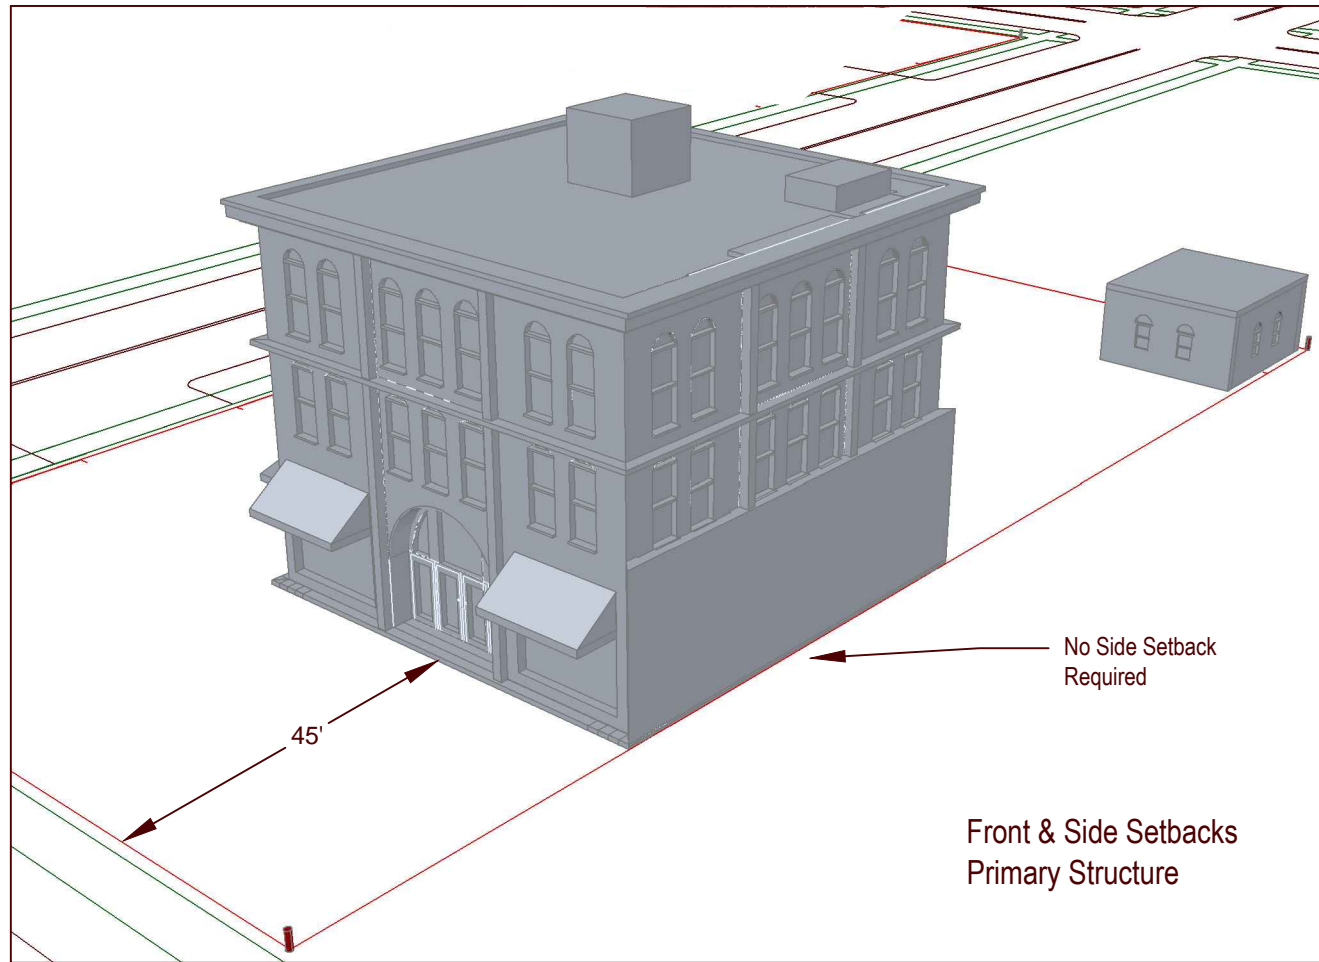 No Side Setback
Required
45'
Front & Side Setbacks
Primary Structure